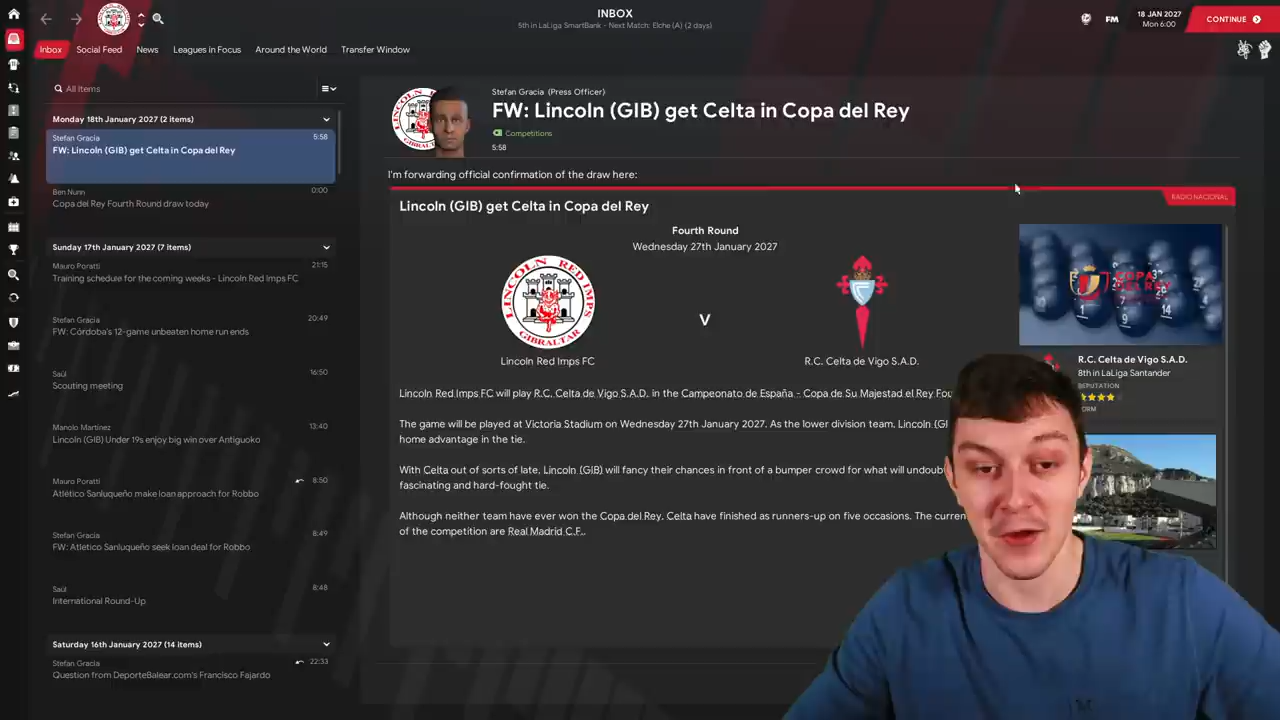 INBOX
5th in LaLiga SmartBank - Next Match: Elche (A) (2 days)
FM
18 JAN 2027
Mon 6:00
CONTINUE
Inbox
Social Feed
News
Leagues in Focus
Around the World
Transfer Window
All Items
Monday 18th January 2027 (2 items)
Stefan Gracia
5:58
FW: Lincoln (GIB) get Celta in Copa del Rey
Ben Nunn
0:00
Copa del Rey Fourth Round draw today
Sunday 17th January 2027 (7 items)
Mauro Poratti
21:15
Training schedule for the coming weeks - Lincoln Red Imps FC
Stefan Gracia
20:49
FW: Córdoba's 12-game unbeaten home run ends
Saúl
16:50
Scouting meeting
Manolo Martínez
13:40
Lincoln (GIB) Under 19s enjoy big win over Antiguoko
Mauro Poratti
8:50
Atlético Sanluqueño make loan approach for Robbo
Stefan Gracia
8:49
FW: Atlético Sanluqueño seek loan deal for Robbo
Saúl
8:48
International Round-Up
Saturday 16th January 2027 (14 items)
Stefan Gracia
22:33
Question from DeporteBalear.com's Francisco Fajardo
Stefan Gracia (Press Officer)
FW: Lincoln (GIB) get Celta in Copa del Rey
Competitions
5:58
I'm forwarding official confirmation of the draw here:
RADIO NACIONAL
Lincoln (GIB) get Celta in Copa del Rey
Fourth Round
Wednesday 27th January 2027
LINCOLN RED IMPS FC
GIBRALTAR
V
Lincoln Red Imps FC
R.C. Celta de Vigo S.A.D.
Lincoln Red Imps FC will play R.C. Celta de Vigo S.A.D. in the Campeonato de España - Copa de Su Majestad el Rey Fou
The game will be played at Victoria Stadium on Wednesday 27th January 2027. As the lower division team, Lincoln (GI
home advantage in the tie.
With Celta out of sorts of late, Lincoln (GIB) will fancy their chances in front of a bumper crowd for what will undoub
fascinating and hard-fought tie.
Although neither team have ever won the Copa del Rey, Celta have finished as runners-up on five occasions. The curren
of the competition are Real Madrid C.F..
COPA
DEL REY
R.C. Celta de Vigo S.A.D.
8th in LaLiga Santander
REPUTATION
ORM